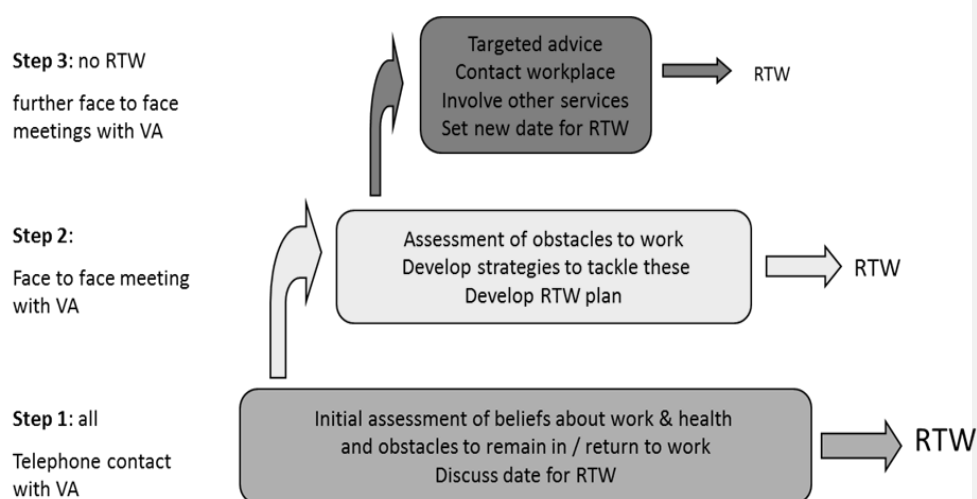 Step 3: no RTW
further face to face
meetings with VA
Targeted advice
Contact workplace
Involve other services
Set new date for RTW
RTW
Step 2:
Face to face meeting
with VA
Assessment of obstacles to work
Develop strategies to tackle these
Develop RTW plan
RTW
Step 1: all
Telephone contact
with VA
Initial assessment of beliefs about work & health
and obstacles to remain in / return to work
Discuss date for RTW
RTW